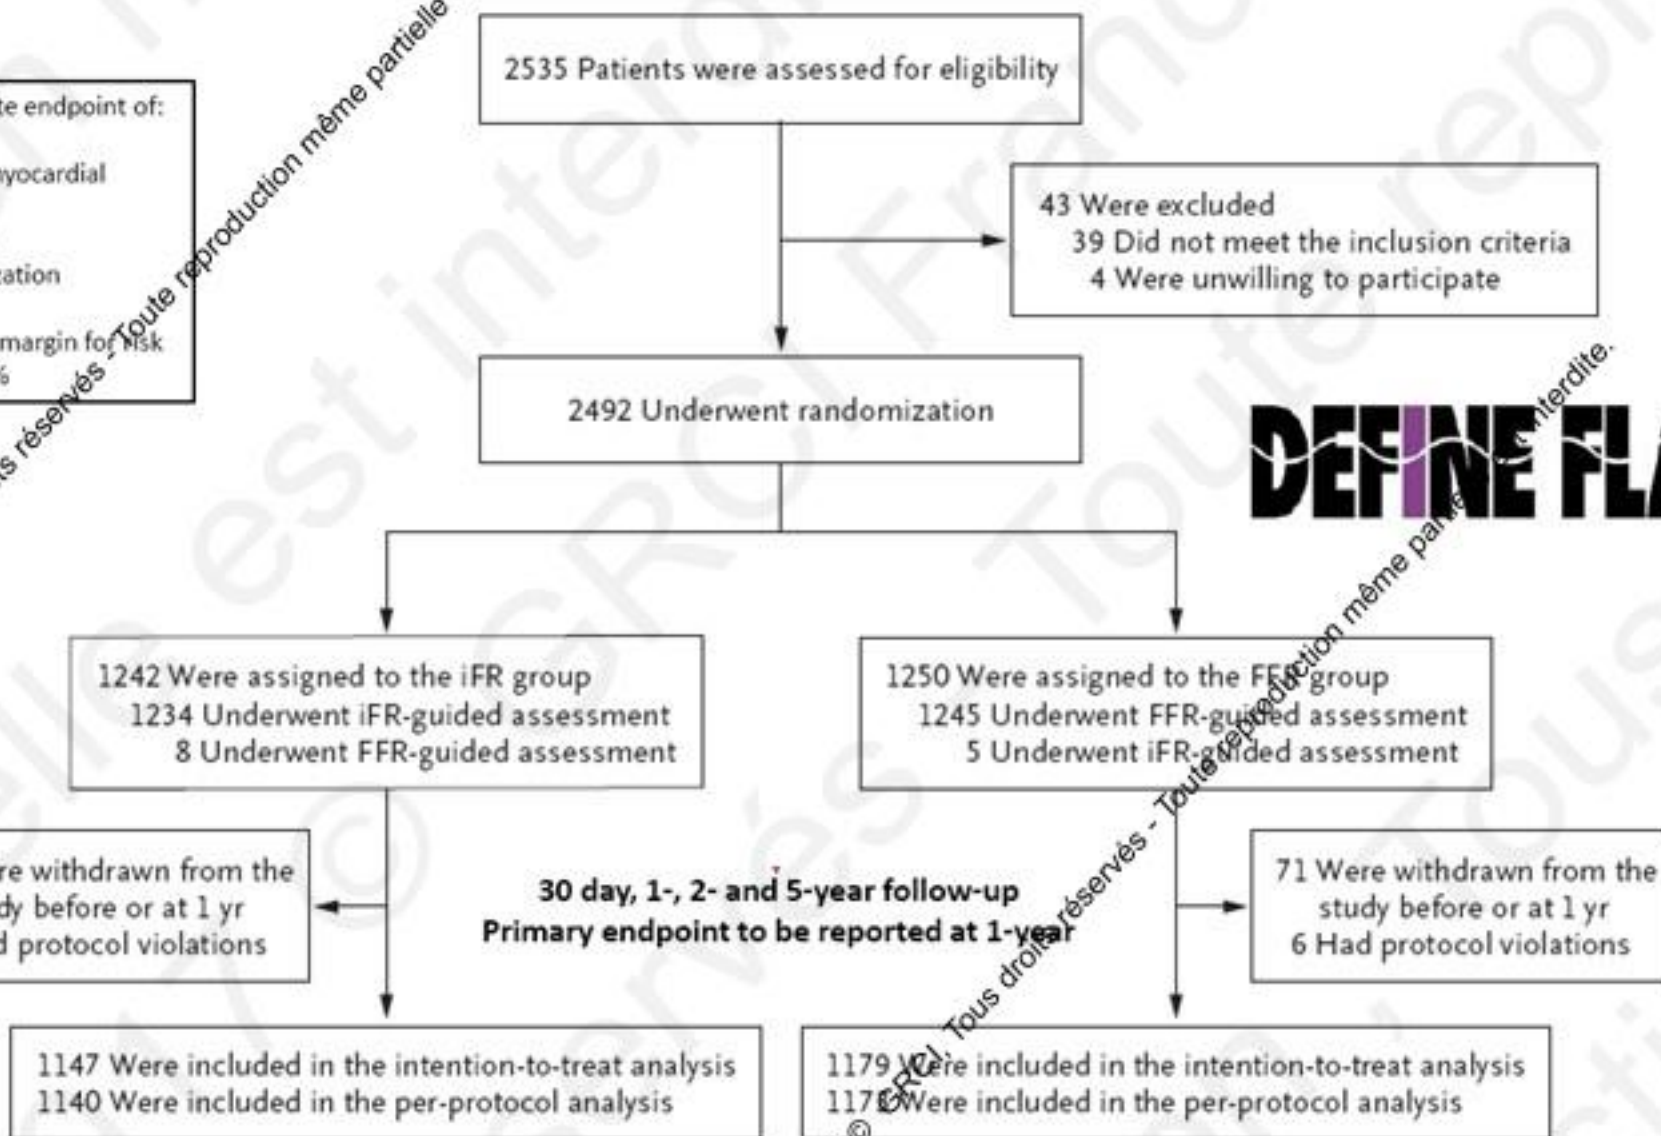 2535 Patients were assessed for eligibility
te endpoint of:
yocardial
ation
margin for risk
%
43 Were excluded
39 Did not meet the inclusion criteria
4 Were unwilling to participate
2492 Underwent randomization
DEFINE FLA
1242 Were assigned to the iFR group
1234 Underwent iFR-guided assessment
8 Underwent FFR-guided assessment
1250 Were assigned to the FFR group
1245 Underwent FFR-guided assessment
5 Underwent iFR-guided assessment
re withdrawn from the
dy before or at 1 yr
d protocol violations
30 day, 1-, 2- and 5-year follow-up
Primary endpoint to be reported at 1-year
71 Were withdrawn from the
study before or at 1 yr
6 Had protocol violations
1147 Were included in the intention-to-treat analysis
1140 Were included in the per-protocol analysis
1179 Were included in the intention-to-treat analysis
1173 Were included in the per-protocol analysis
s réservés - Toute reproduction même partielle
© GRCI, Tous droits réservés - Toute reproduction même partielle est interdite.